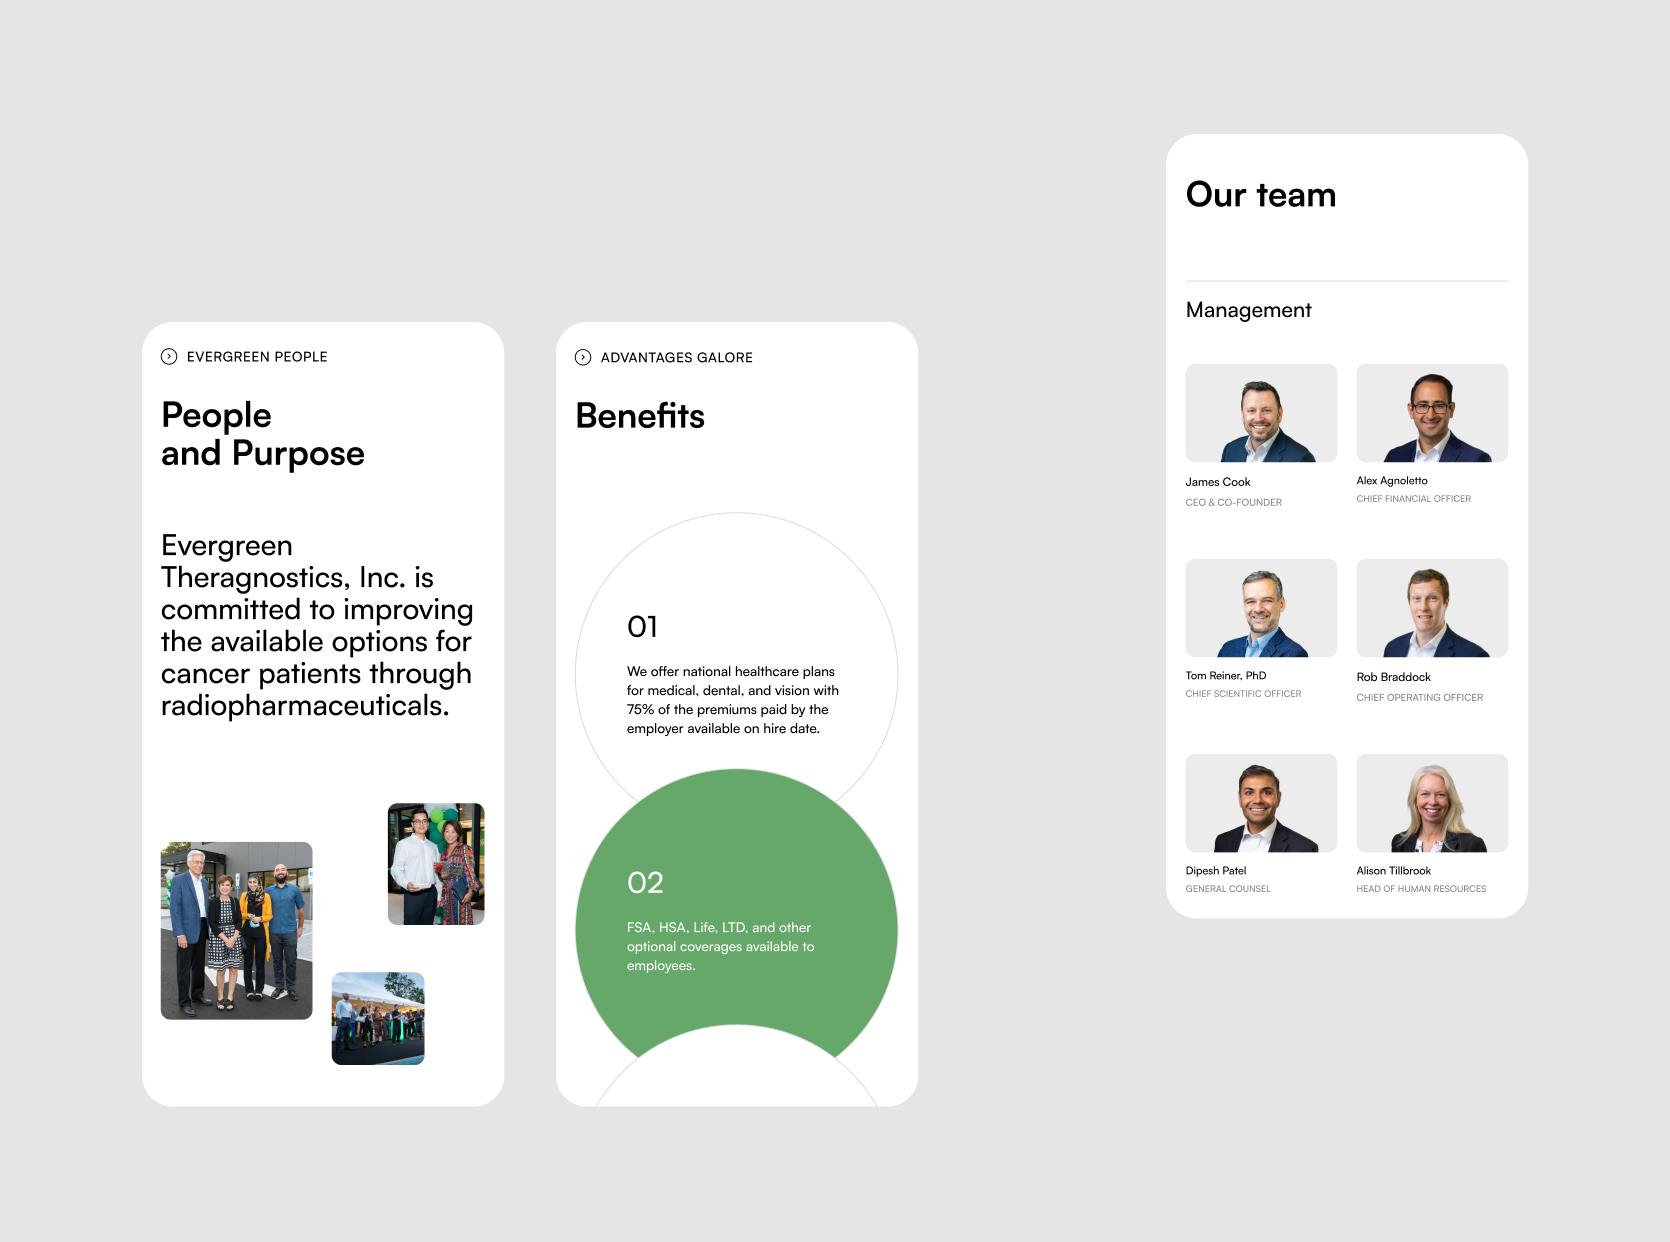 EVERGREEN PEOPLE
People
and Purpose
Evergreen
Theragnostics, Inc. is
committed to improving
the available options for
cancer patients through
radiopharmaceuticals.
ADVANTAGES GALORE
Benefits
01
We offer national healthcare plans
for medical, dental, and vision with
75% of the premiums paid by the
employer available on hire date.
02
FSA, HSA, Life, LTD, and other
optional coverages available to
employees.
Our team
Management
James Cook
CEO & CO-FOUNDER
Alex Agnoletto
CHIEF FINANCIAL OFFICER
Tom Reiner, PhD
CHIEF SCIENTIFIC OFFICER
Rob Braddock
CHIEF OPERATING OFFICER
Dipesh Patel
GENERAL COUNSEL
Alison Tillbrook
HEAD OF HUMAN RESOURCES